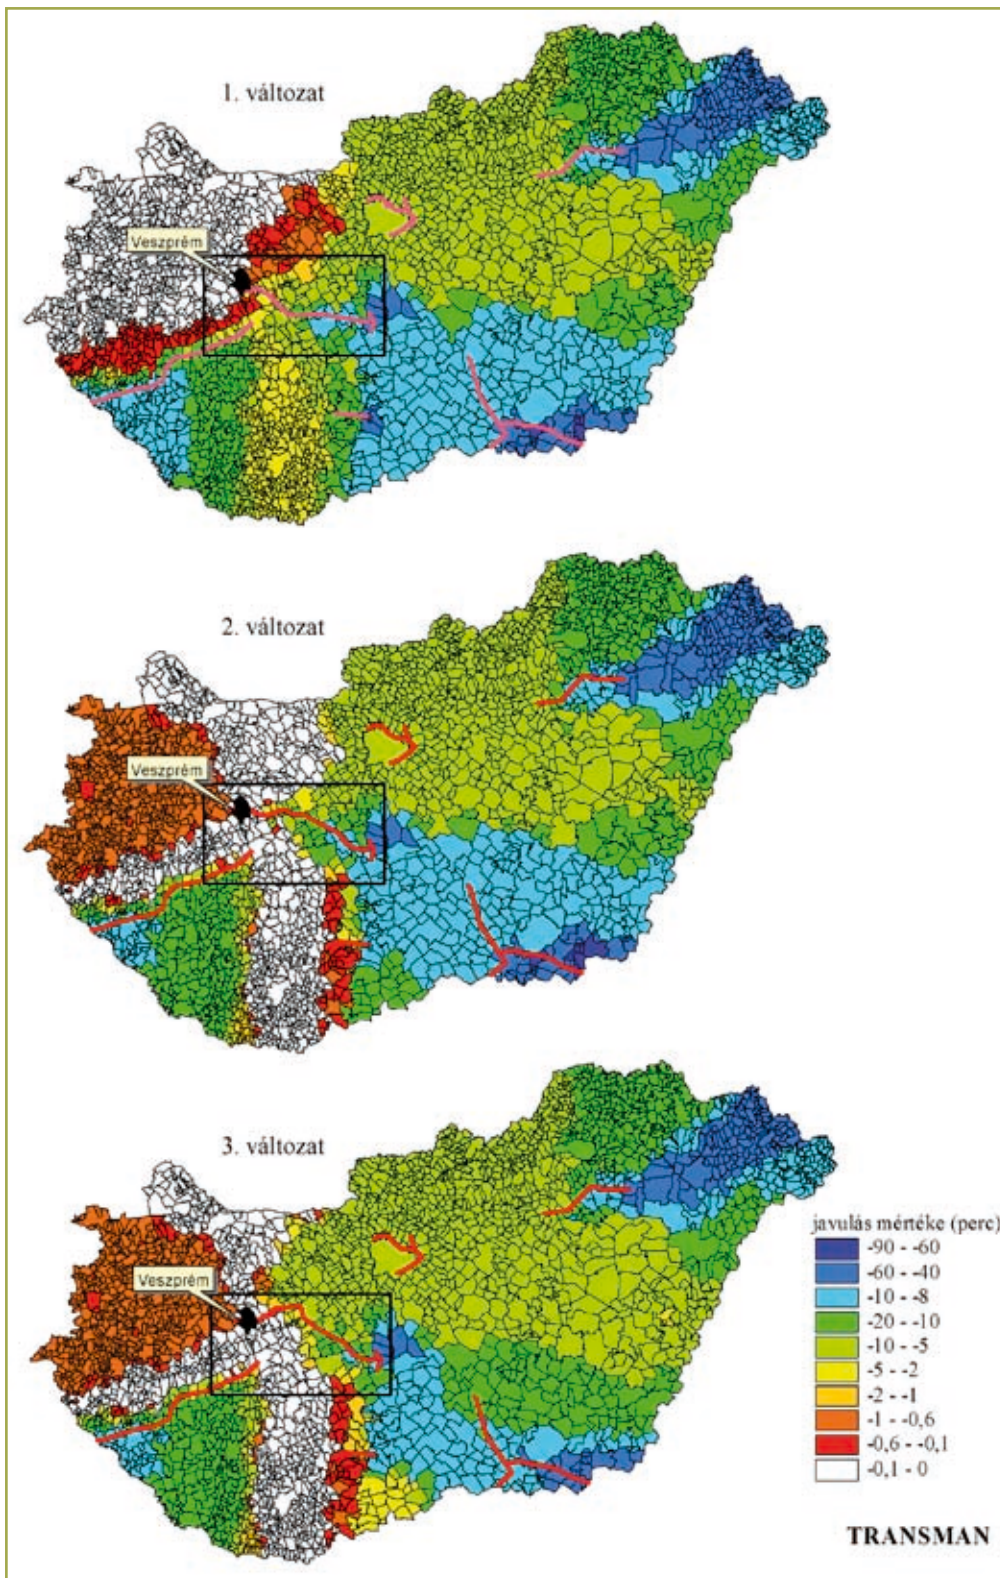 1. változat
Veszprém
2. változat
Veszprém
3. változat
Veszprém
javulás mértéke (perc)
-90 - -60
-60 - -40
-10 - -8
-20 - -10
-10 - -5
-5 - -2
-2 - -1
-1 - -0,6
-0,6 - -0,1
-0,1 - 0
TRANSMAN